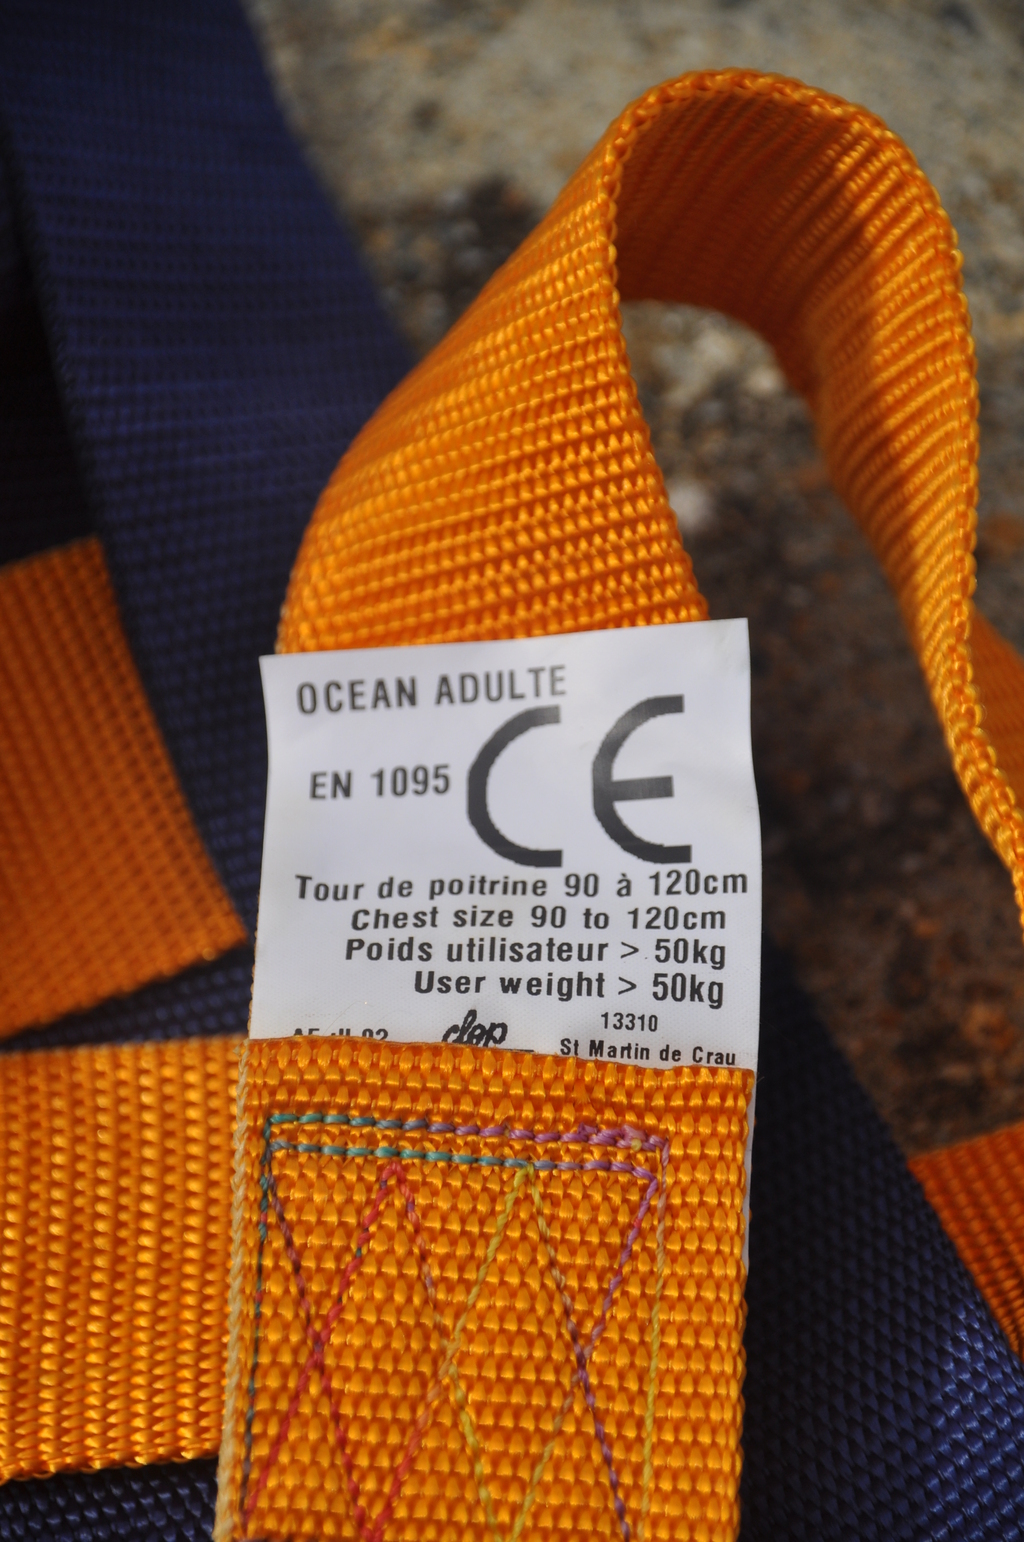 OCEAN ADULTE
CE
EN 1095
Tour de poitrine 90 à 120cm
Chest size 90 to 120cm
Poids utilisateur > 50kg
User weight > 50kg
13310
St Martin de Crau